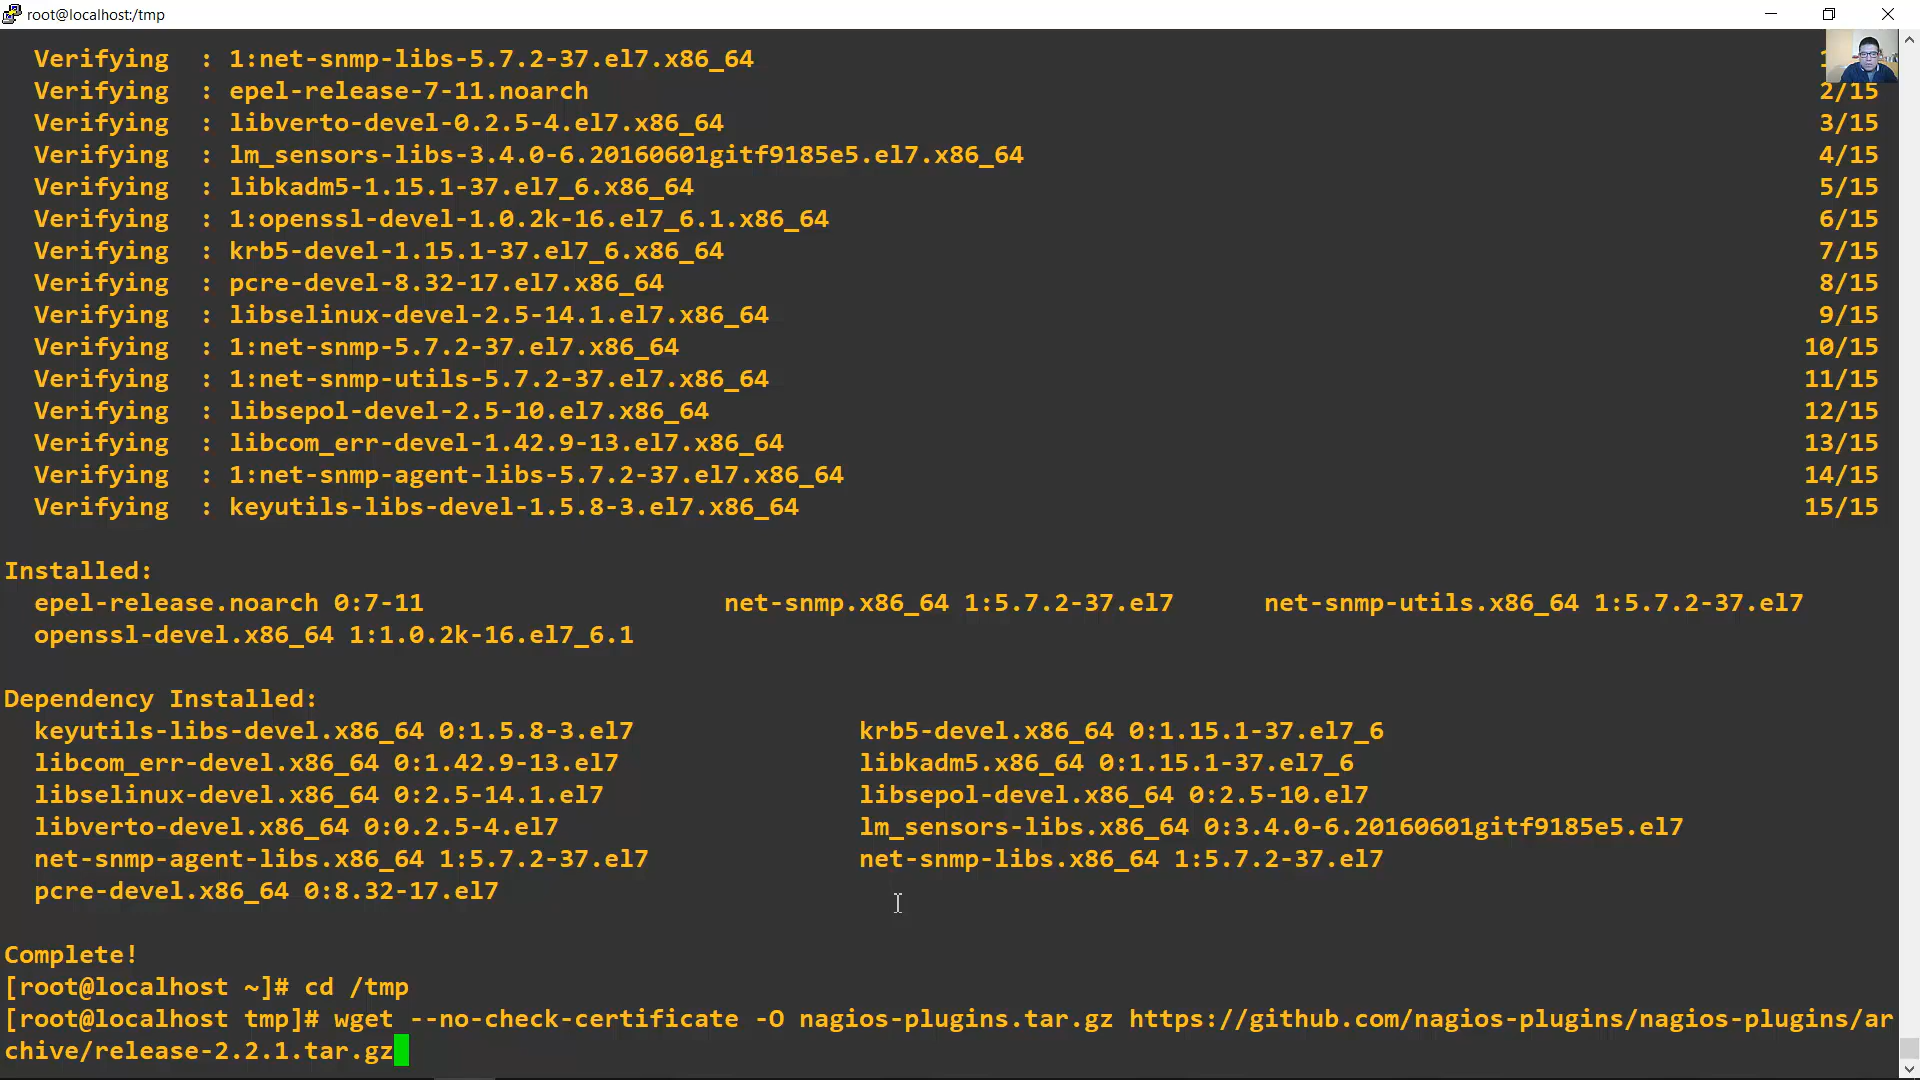 root@localhost:/tmp
Verifying : 1:net-snmp-libs-5.7.2-37.el7.x86_64
Verifying : epel-release-7-11.noarch 2/15
Verifying : libverto-devel-0.2.5-4.el7.x86_64 3/15
Verifying : lm_sensors-libs-3.4.0-6.20160601gitf9185e5.el7.x86_64 4/15
Verifying : libkadm5-1.15.1-37.el7_6.x86_64 5/15
Verifying : 1:openssl-devel-1.0.2k-16.el7_6.1.x86_64 6/15
Verifying : krb5-devel-1.15.1-37.el7_6.x86_64 7/15
Verifying : pcre-devel-8.32-17.el7.x86_64 8/15
Verifying : libselinux-devel-2.5-14.1.el7.x86_64 9/15
Verifying : 1:net-snmp-5.7.2-37.el7.x86_64 10/15
Verifying : 1:net-snmp-utils-5.7.2-37.el7.x86_64 11/15
Verifying : libsepol-devel-2.5-10.el7.x86_64 12/15
Verifying : libcom_err-devel-1.42.9-13.el7.x86_64 13/15
Verifying : 1:net-snmp-agent-libs-5.7.2-37.el7.x86_64 14/15
Verifying : keyutils-libs-devel-1.5.8-3.el7.x86_64 15/15
Installed:
epel-release.noarch 0:7-11 net-snmp.x86_64 1:5.7.2-37.el7 net-snmp-utils.x86_64 1:5.7.2-37.el7
openssl-devel.x86_64 1:1.0.2k-16.el7_6.1
Dependency Installed:
keyutils-libs-devel.x86_64 0:1.5.8-3.el7 krb5-devel.x86_64 0:1.15.1-37.el7_6
libcom_err-devel.x86_64 0:1.42.9-13.el7 libkadm5.x86_64 0:1.15.1-37.el7_6
libselinux-devel.x86_64 0:2.5-14.1.el7 libsepol-devel.x86_64 0:2.5-10.el7
libverto-devel.x86_64 0:0.2.5-4.el7 lm_sensors-libs.x86_64 0:3.4.0-6.20160601gitf9185e5.el7
net-snmp-agent-libs.x86_64 1:5.7.2-37.el7 net-snmp-libs.x86_64 1:5.7.2-37.el7
pcre-devel.x86_64 0:8.32-17.el7
Complete!
[root@localhost ~]# cd /tmp
[root@localhost tmp]# wget --no-check-certificate -O nagios-plugins.tar.gz https://github.com/nagios-plugins/nagios-plugins/ar
chive/release-2.2.1.tar.gz